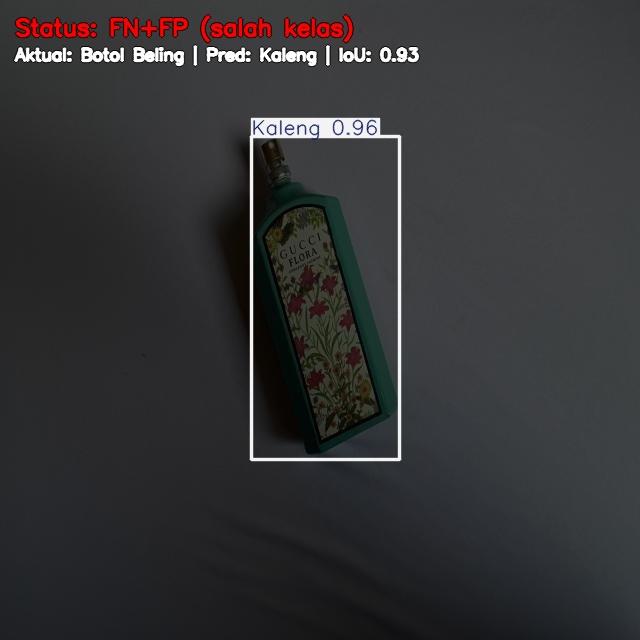 Status: FN+FP (salah kelas)
Aktual: Botol Beling | Pred: Kaleng | IoU: 0.93
Kaleng 0.96
GUCCI
FLORA